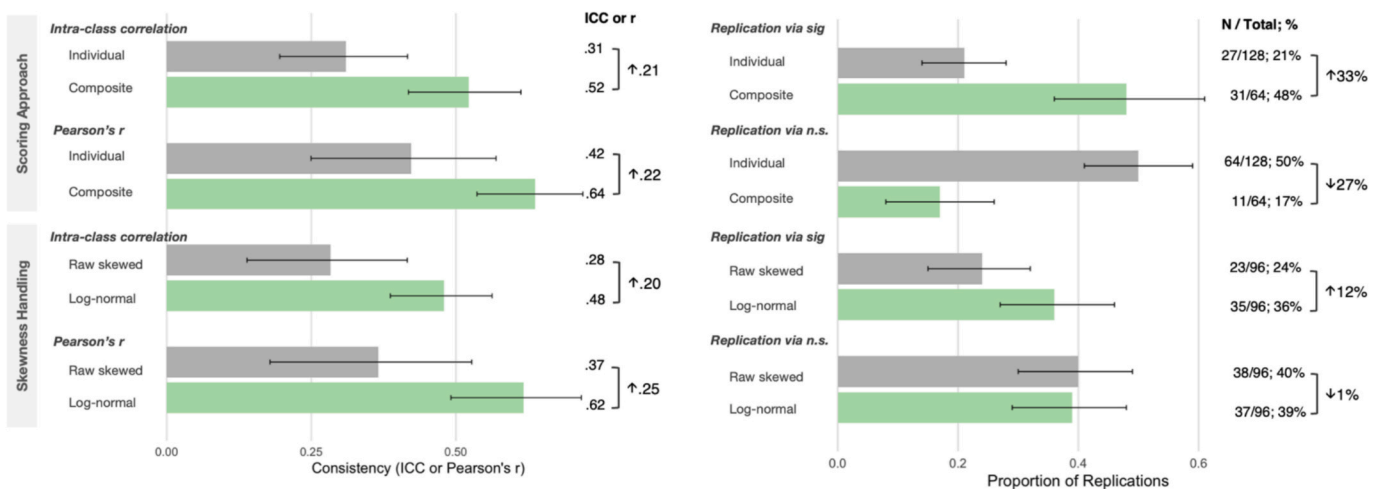 Scoring Approach
Skewness Handling
ICC or r
Intra-class correlation
Individual
.31
↑.21
Composite
.52
Pearson's r
Individual
.42
↑.22
Composite
.64
Intra-class correlation
Raw skewed
.28
↑.20
Log-normal
.48
Pearson's r
Raw skewed
.37
↑.25
Log-normal
.62
0.00 0.25 0.50
Consistency (ICC or Pearson's r)
N / Total; %
Replication via sig
Individual
27/128; 21%
↑33%
Composite
31/64; 48%
Replication via n.s.
Individual
64/128; 50%
↓27%
Composite
11/64; 17%
Replication via sig
Raw skewed
23/96; 24%
↑12%
Log-normal
35/96; 36%
Replication via n.s.
Raw skewed
38/96; 40%
↓1%
Log-normal
37/96; 39%
0.0 0.2 0.4 0.6
Proportion of Replications